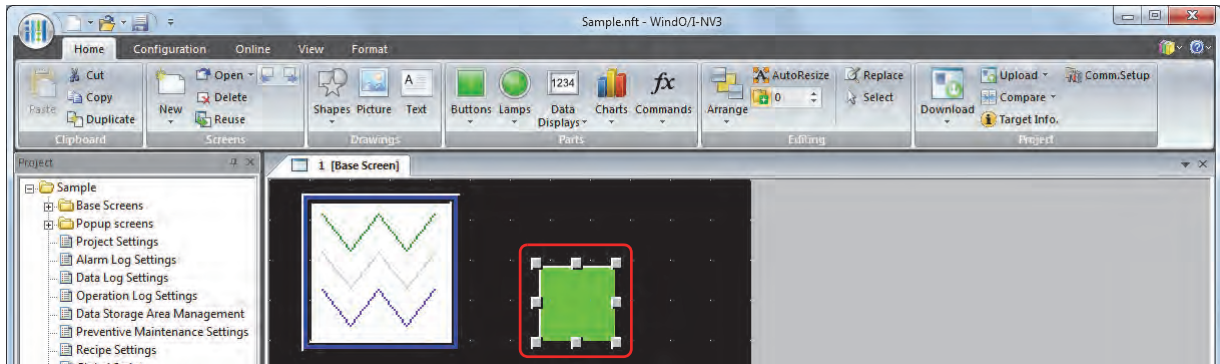 Sample.nft - WindO/I-NV3
Home Configuration Online View Format
Paste Cut Copy Duplicate
Clipboard
New Open Delete Reuse
Screens
Shapes Picture Text
Drawings
Buttons Lamps 1234 Data Displays Charts fx Commands
Parts
Arrange AutoResize 0 Replace Select
Editing
Download Upload Compare Target Info. Comm.Setup
Project
Project
1 [Base Screen]
Sample
Base Screens
Popup screens
Project Settings
Alarm Log Settings
Data Log Settings
Operation Log Settings
Data Storage Area Management
Preventive Maintenance Settings
Recipe Settings